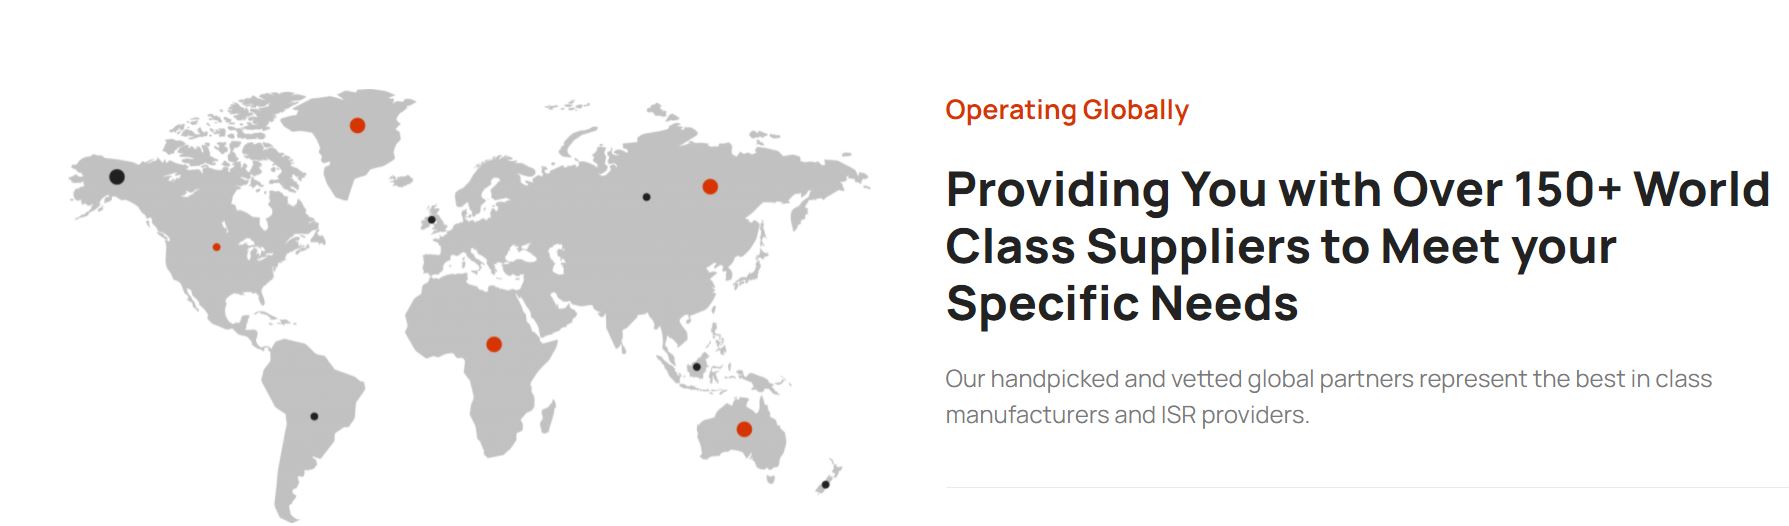 Operating Globally
Providing You with Over 150+ World
Class Suppliers to Meet your
Specific Needs
Our handpicked and vetted global partners represent the best in class
manufacturers and ISR providers.